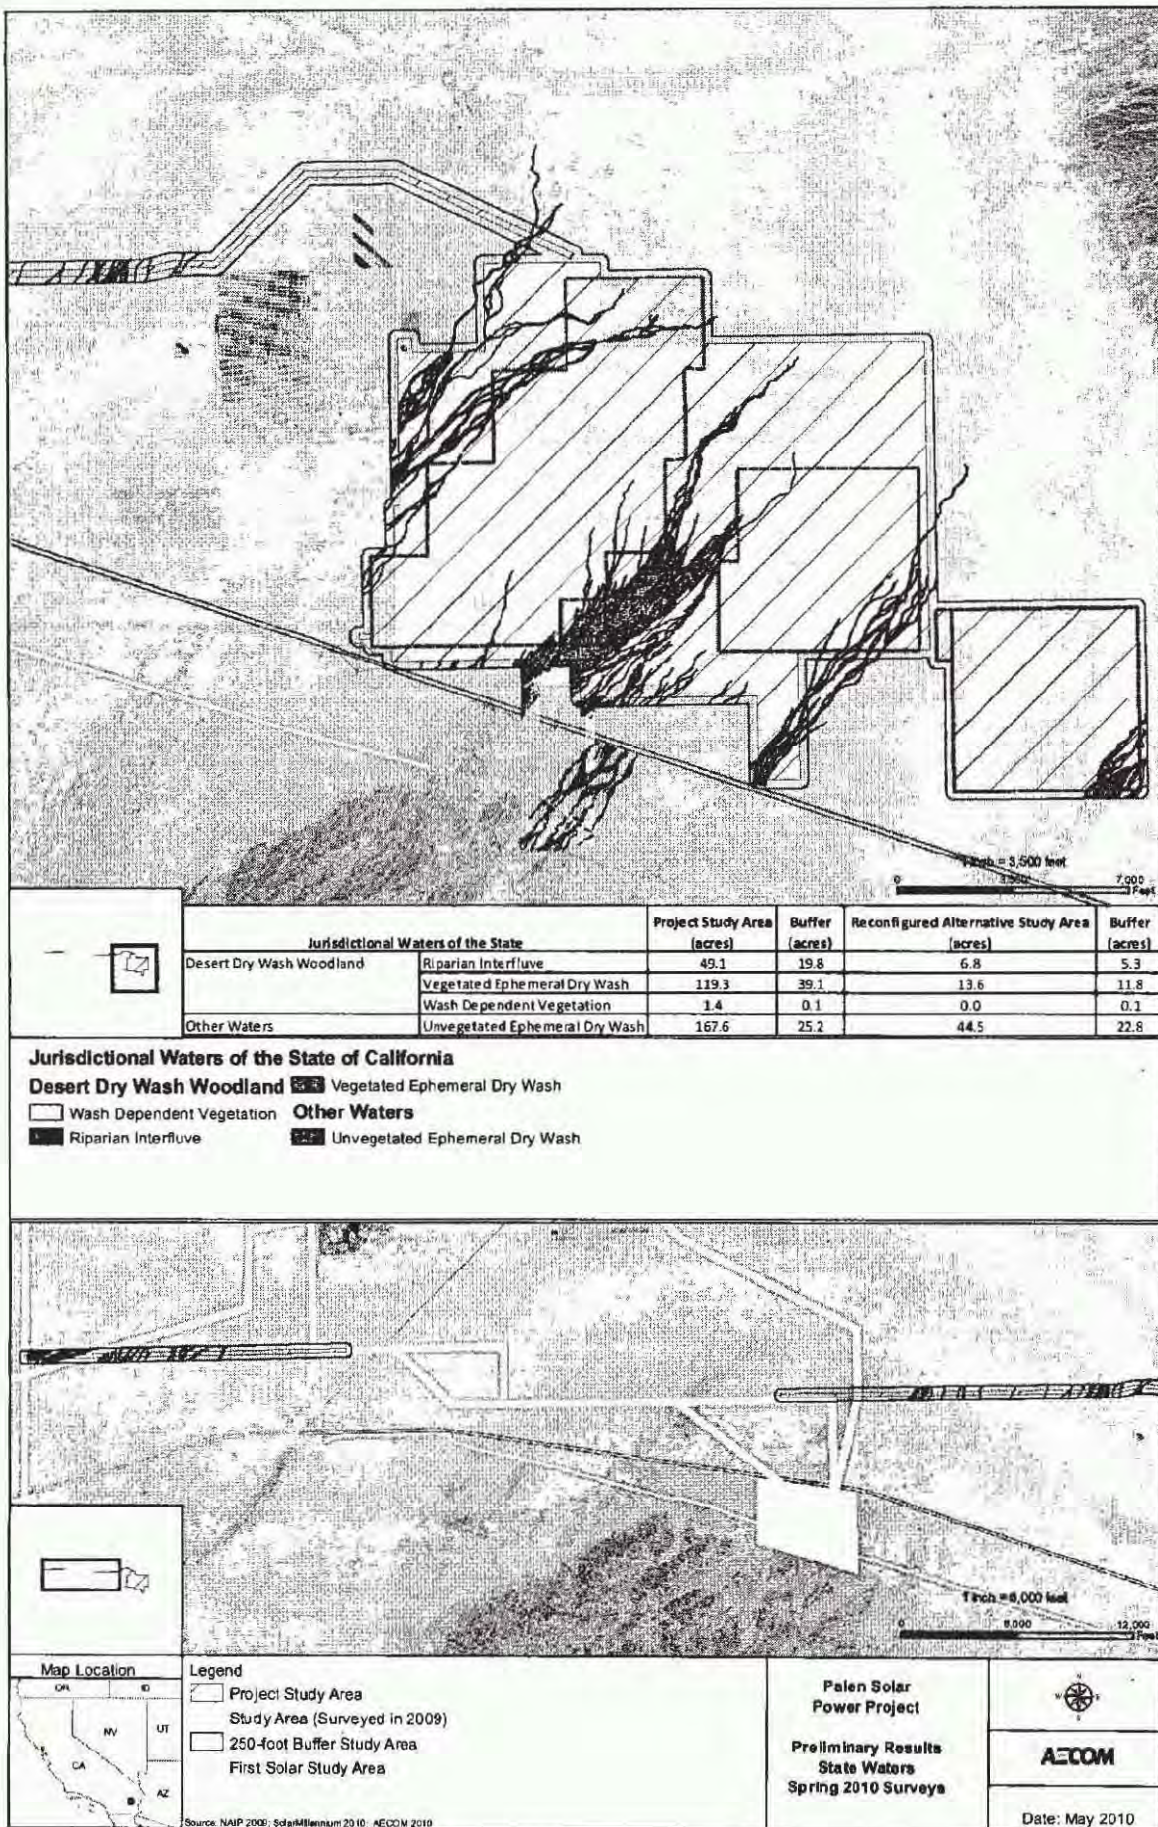 1 inch = 3,500 feet
0 3,500 7,000
Feet
Jurisdictional Waters of the State Project Study Area (acres) Buffer (acres) Reconfigured Alternative Study Area (acres) Buffer (acres)
Desert Dry Wash Woodland Riparian Interfluve 49.1 19.8 6.8 5.3
Vegetated Ephemeral Dry Wash 119.3 39.1 13.6 11.8
Wash Dependent Vegetation 1.4 0.1 0.0 0.1
Other Waters Unvegetated Ephemeral Dry Wash 167.6 25.2 44.5 22.8
Jurisdictional Waters of the State of California
Desert Dry Wash Woodland Vegetated Ephemeral Dry Wash
Wash Dependent Vegetation Other Waters
Riparian Interfluve Unvegetated Ephemeral Dry Wash
1 inch = 6,000 feet
0 6,000 12,000
Feet
Map Location
OR ID
NV UT
CA
AZ
Legend
Project Study Area
Study Area (Surveyed in 2009)
250-foot Buffer Study Area
First Solar Study Area
Source: NAIP 2009; SolarMillennium 2010; AECOM 2010
Palen Solar
Power Project
Preliminary Results
State Waters
Spring 2010 Surveys
N
W E
S
AECOM
Date: May 2010